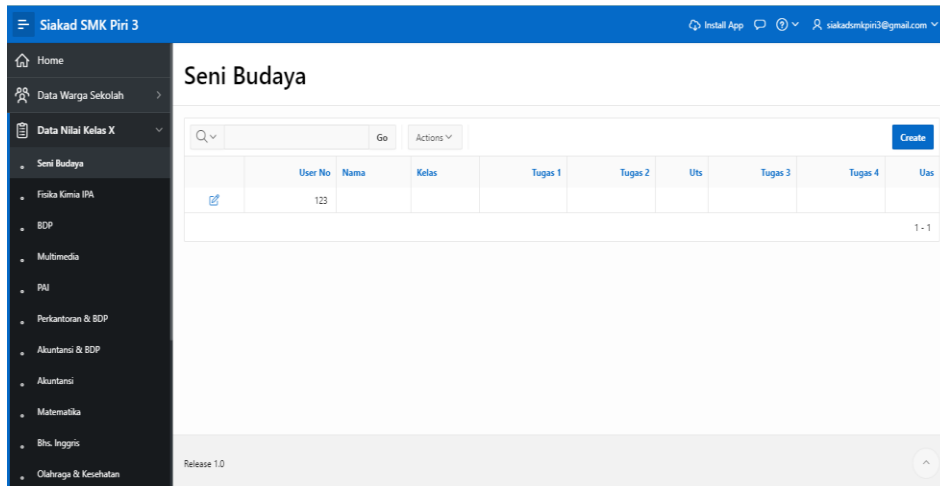 Siakad SMK Piri 3
Install App
siakadsmkpiri3@gmail.com
Home
Data Warga Sekolah
Data Nilai Kelas X
Seni Budaya
Fisika Kimia IPA
BDP
Multimedia
PAI
Perkantoran & BDP
Akuntansi & BDP
Akuntansi
Matematika
Bhs. Inggris
Olahraga & Kesehatan
Seni Budaya
Go Actions Create
User No Nama Kelas Tugas 1 Tugas 2 Uts Tugas 3 Tugas 4 Uas
123
1 - 1
Release 1.0